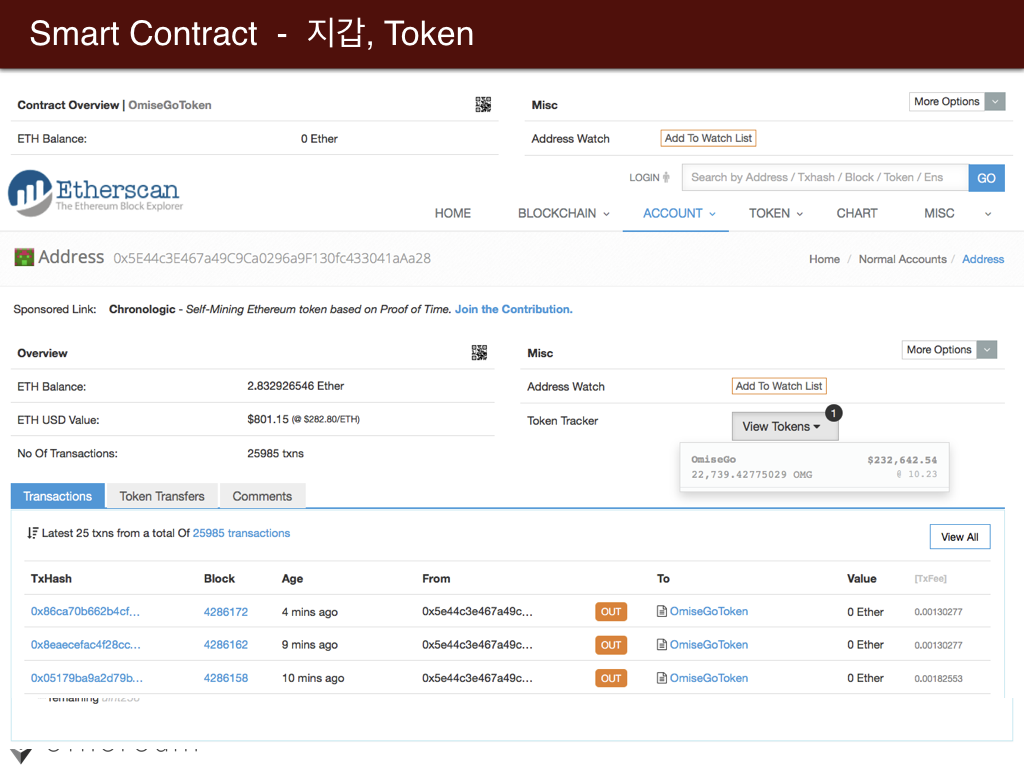 Smart Contract - 지갑, Token
Contract Overview | OmiseGoToken
Misc
More Options
ETH Balance: 0 Ether
Address Watch Add To Watch List
LOGIN
Search by Address / Txhash / Block / Token / Ens
GO
Etherscan
The Ethereum Block Explorer
HOME BLOCKCHAIN ACCOUNT TOKEN CHART MISC
Address 0x5E44c3E467a49C9Ca0296a9F130fc433041aAa28
Home / Normal Accounts / Address
Sponsored Link: Chronologic - Self-Mining Ethereum token based on Proof of Time. Join the Contribution.
Overview
Misc
More Options
ETH Balance: 2.832926546 Ether
Address Watch Add To Watch List
ETH USD Value: $801.15 (@ $282.80/ETH)
Token Tracker View Tokens 1
No Of Transactions: 25985 txns
OmiseGo $232,642.54
22,739.42775029 OMG 10.23
Transactions Token Transfers Comments
Latest 25 txns from a total Of 25985 transactions
View All
TxHash Block Age From To Value [TxFee]
0x86ca70b662b4cf... 4286172 4 mins ago 0x5e44c3e467a49c... OUT OmiseGoToken 0 Ether 0.00130277
0x8eaecefac4f28cc... 4286162 9 mins ago 0x5e44c3e467a49c... OUT OmiseGoToken 0 Ether 0.00130277
0x05179ba9a2d79b... 4286158 10 mins ago 0x5e44c3e467a49c... OUT OmiseGoToken 0 Ether 0.00182553
remaining uint256